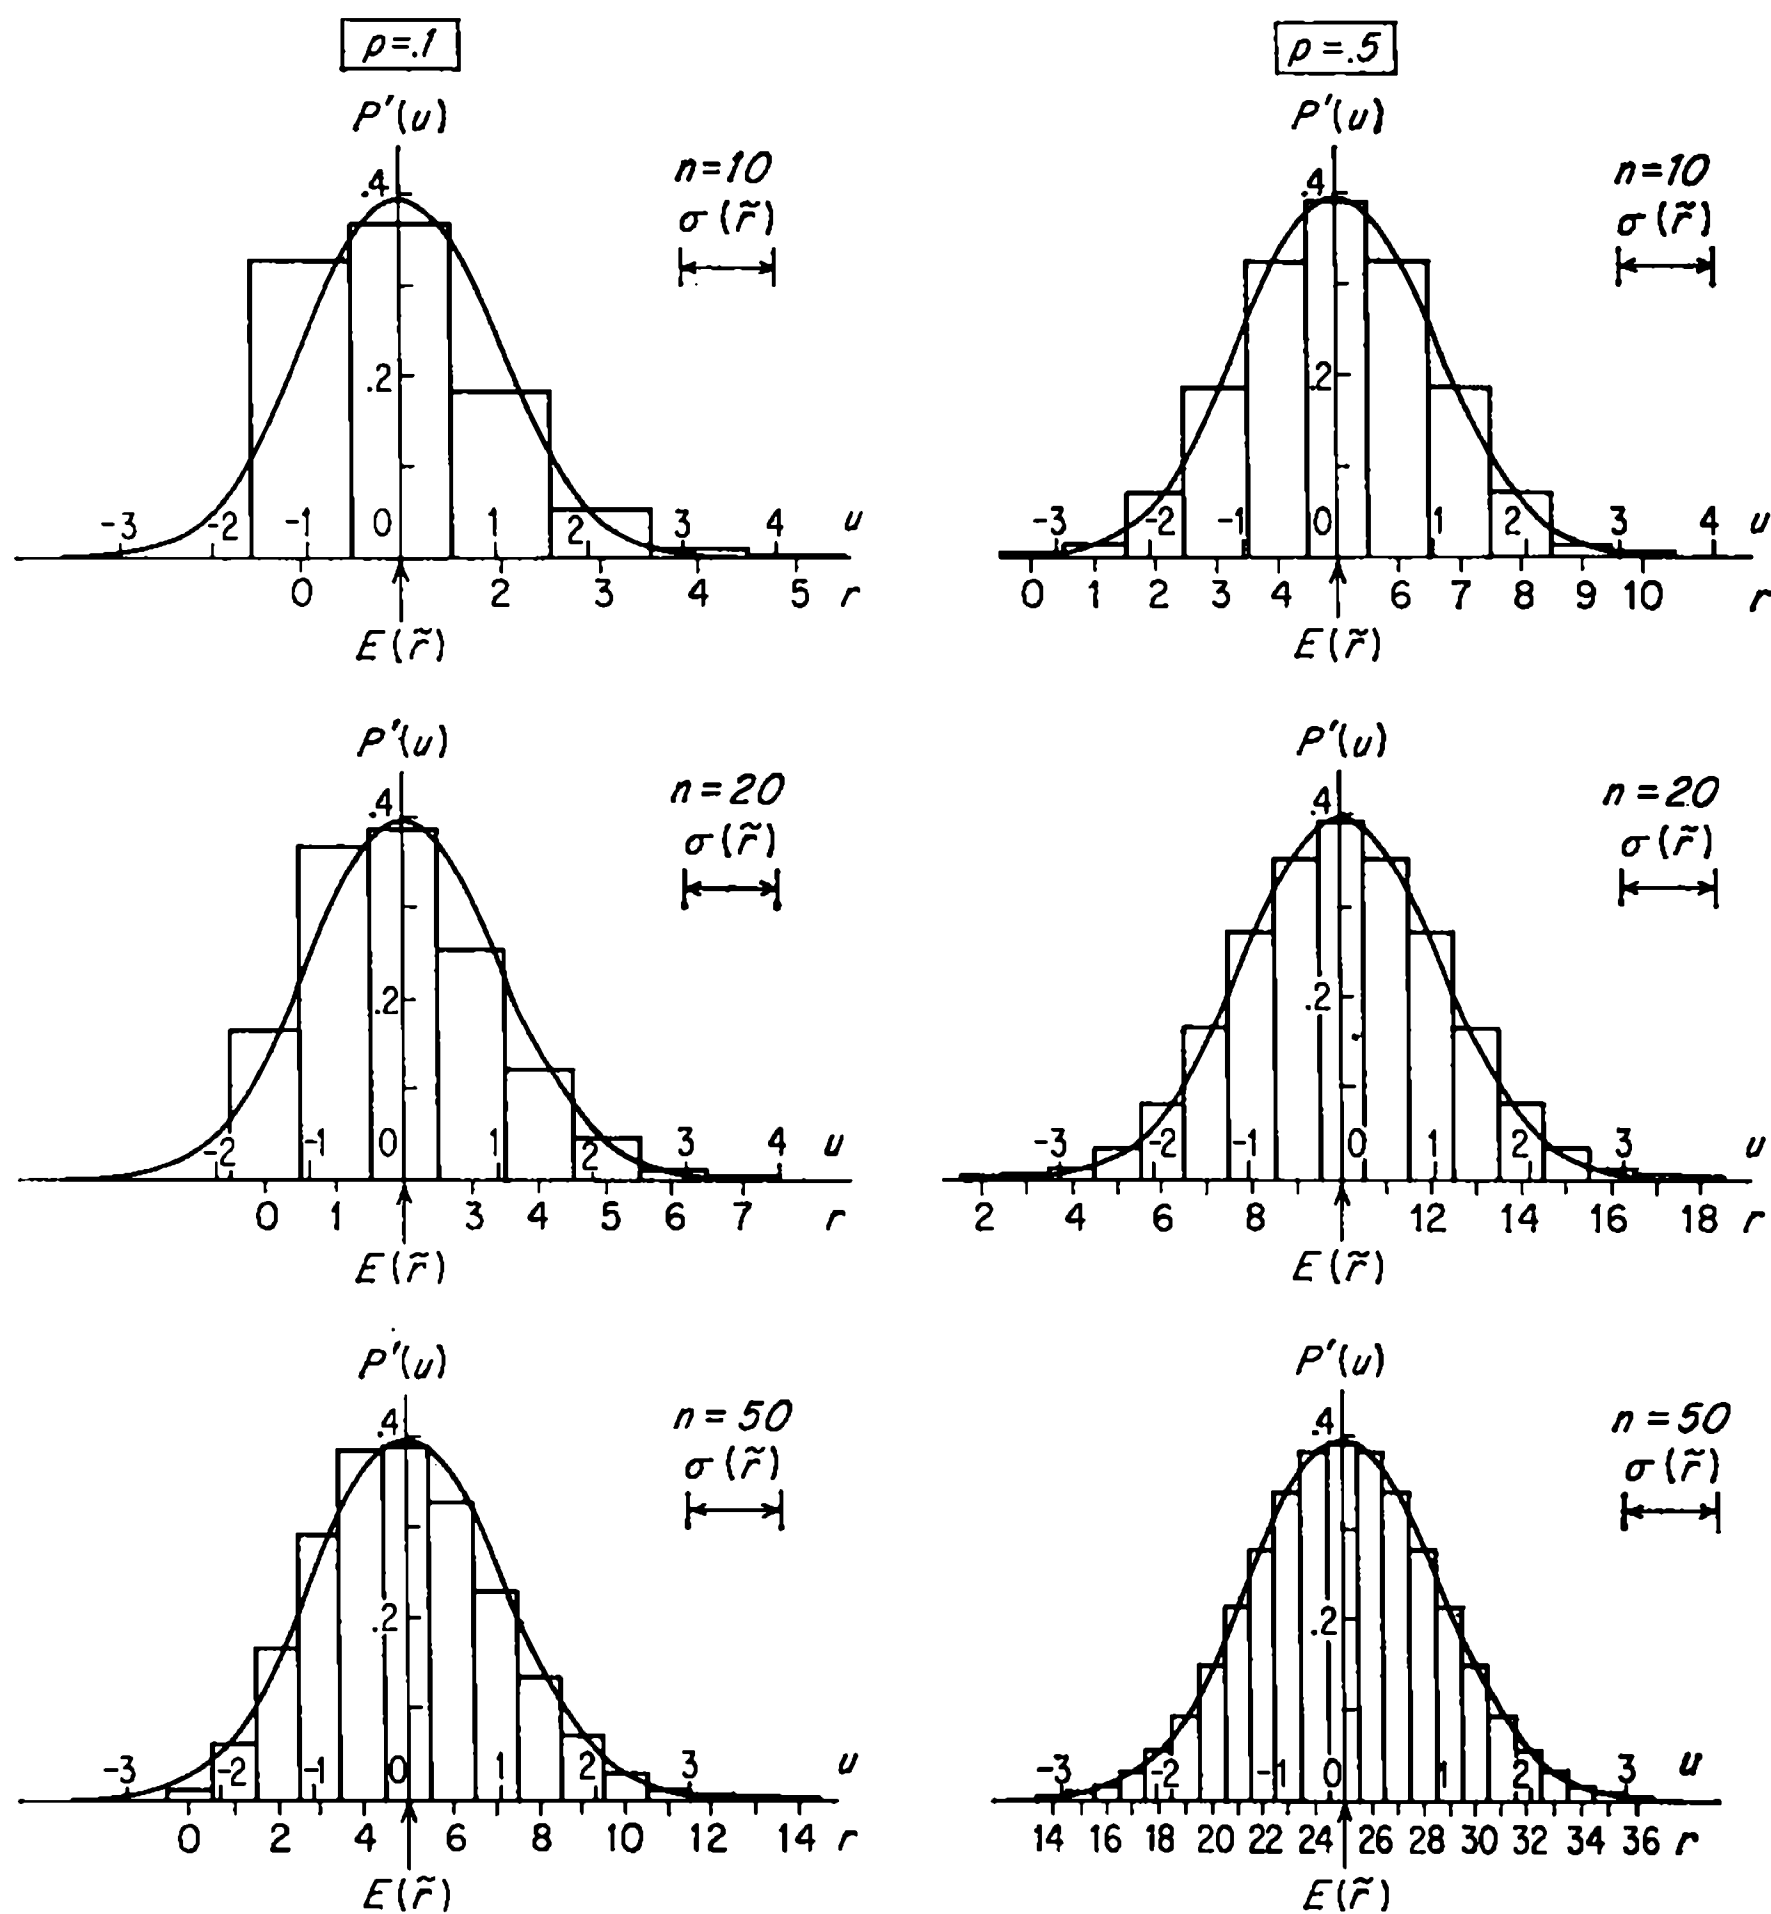 p=.1
P′(u)
n=10
σ(r̃)
.4
.2
-3 -2 -1 0 1 2 3 4 u
0 2 3 4 5 r
E(r̃)
p=.5
P′(u)
n=10
σ(r̃)
.4
.2
-3 -2 -1 0 1 2 3 4 u
0 1 2 3 4 6 7 8 9 10 r
E(r̃)
P′(u)
n=20
σ(r̃)
.4
.2
-2 -1 0 1 2 3 4 u
0 1 3 4 5 6 7 r
E(r̃)
P′(u)
n=20
σ(r̃)
.4
.2
-3 -2 -1 0 1 2 3 u
2 4 6 8 12 14 16 18 r
E(r̃)
P′(u)
n=50
σ(r̃)
.4
.2
-3 -2 -1 0 1 2 3 u
0 2 4 6 8 10 12 14 r
E(r̃)
P′(u)
n=50
σ(r̃)
.4
.2
-3 -2 -1 0 1 2 3 u
14 16 18 20 22 24 26 28 30 32 34 36 r
E(r̃)